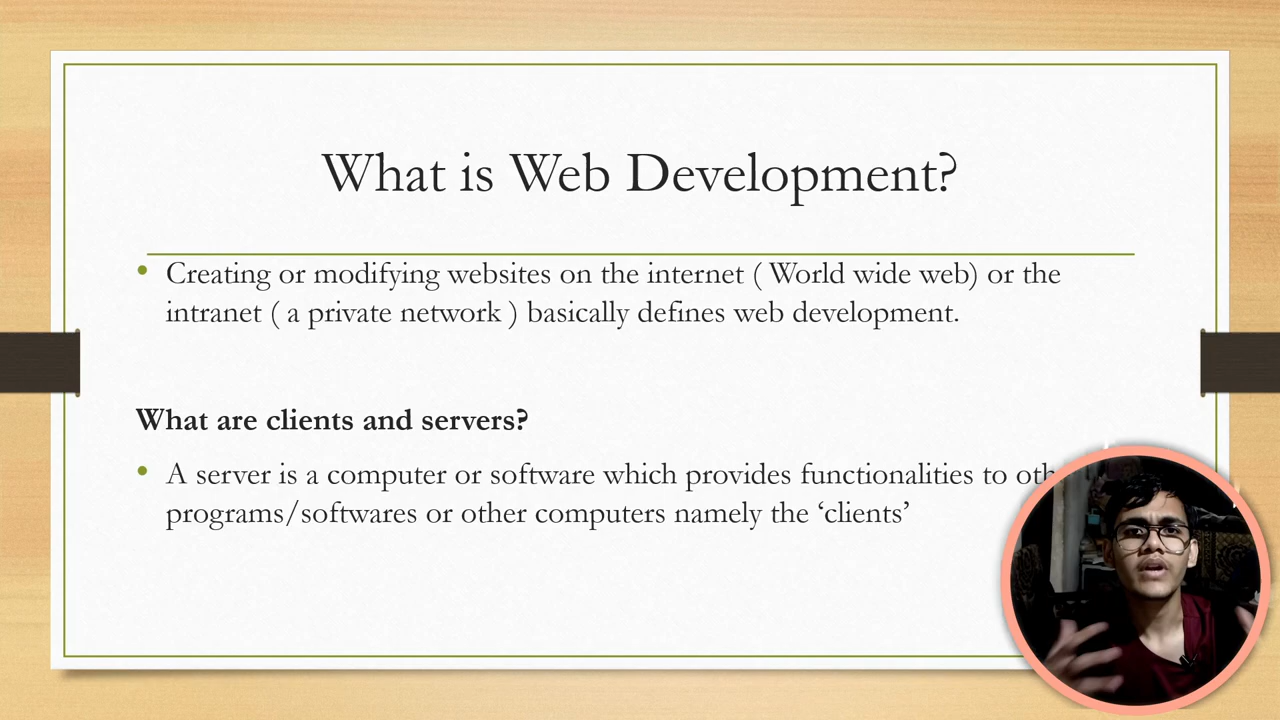 What is Web Development?
• Creating or modifying websites on the internet ( World wide web) or the
intranet ( a private network ) basically defines web development.
What are clients and servers?
• A server is a computer or software which provides functionalities to
programs/softwares or other computers namely the ‘clients’